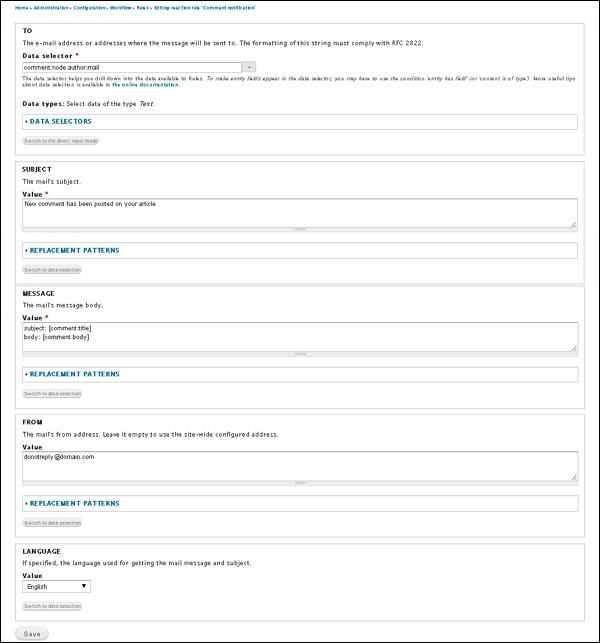 Home » Administration » Configuration » Workflow » Rules » Editing reaction rule "Comment notification"
TO
The e-mail address or addresses where the message will be sent to. The formatting of this string must comply with RFC 2822.
Data selector *
comment:node:author:mail
The data selector helps you drill down into the data available to Rules. To make entity fields appear in the data selector, you may have to use the condition 'entity has field' (or 'content is of type'). More useful tips
about data selection is available in the online documentation.
Data types: Select data of the type Text.
DATA SELECTORS
Switch to the direct input mode
SUBJECT
The mail's subject.
Value *
New comment has been posted on your article
REPLACEMENT PATTERNS
Switch to data selection
MESSAGE
The mail's message body.
Value *
subject: [comment:title]
body: [comment:body]
REPLACEMENT PATTERNS
Switch to data selection
FROM
The mail's from address. Leave it empty to use the site-wide configured address.
Value
donotreply@domain.com
REPLACEMENT PATTERNS
Switch to data selection
LANGUAGE
If specified, the language used for getting the mail message and subject.
Value
English
Switch to data selection
Save